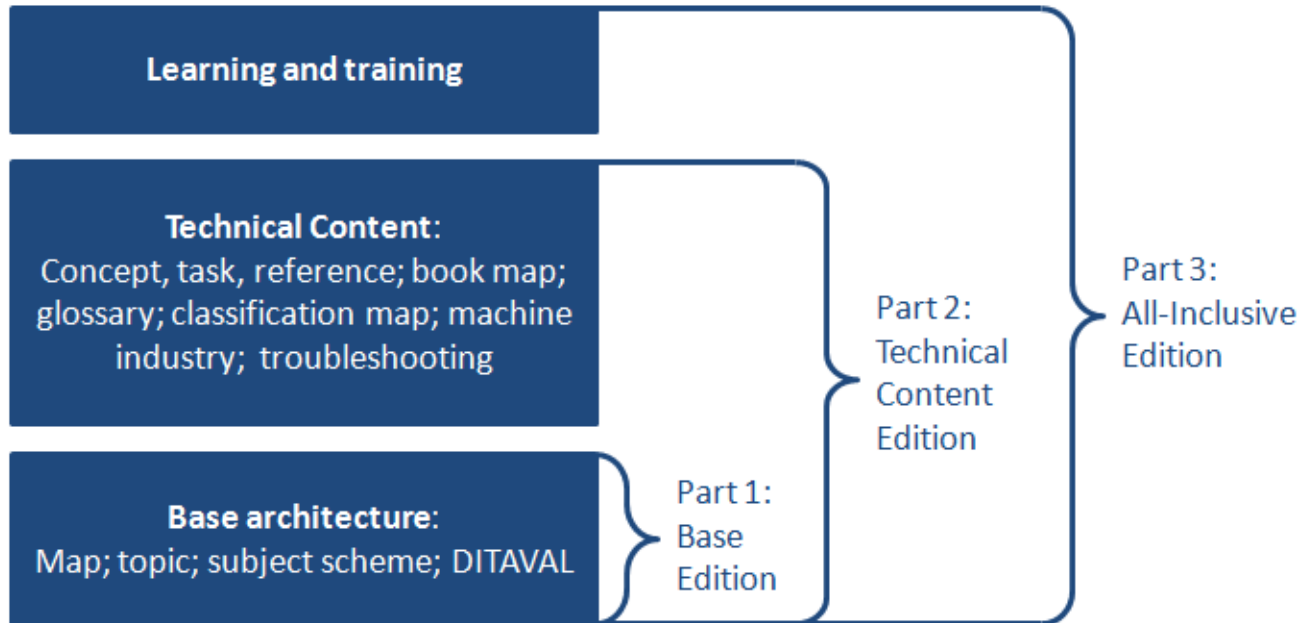 Learning and training
Technical Content:
Concept, task, reference; book map;
glossary; classification map; machine
industry; troubleshooting
Base architecture:
Map; topic; subject scheme; DITAVAL
Part 1:
Base
Edition
Part 2:
Technical
Content
Edition
Part 3:
All-Inclusive
Edition